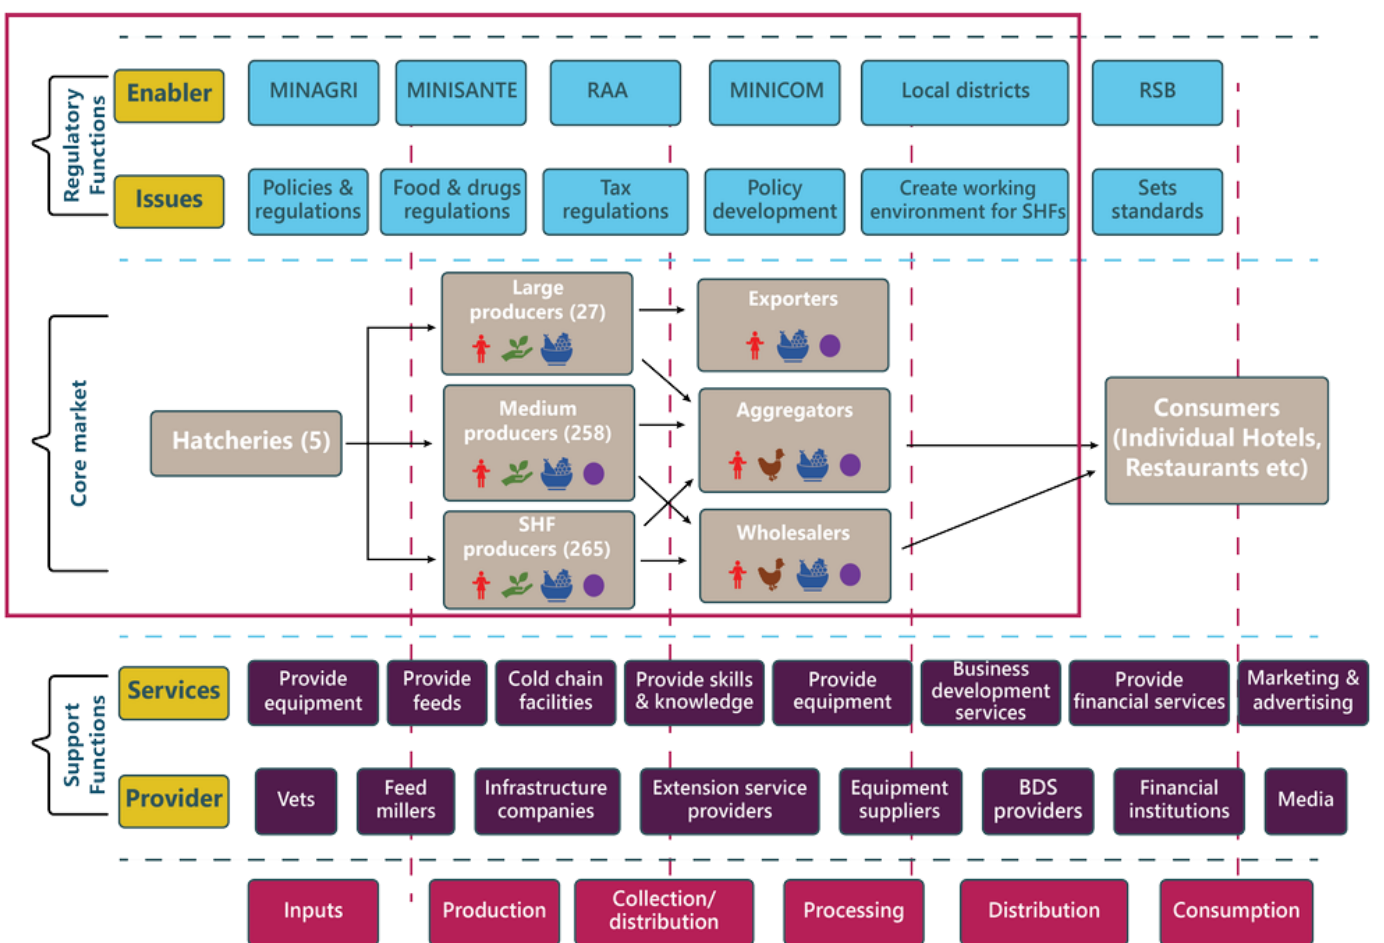 Regulatory
Functions
Enabler
MINAGRI
MINISANTE
RAA
MINICOM
Local districts
RSB
Issues
Policies &
regulations
Food & drugs
regulations
Tax
regulations
Policy
development
Create working
environment for SHFs
Sets
standards
Core market
Hatcheries (5)
Large
producers (27)
Medium
producers (258)
SHF
producers (265)
Exporters
Aggregators
Wholesalers
Consumers
(Individual Hotels,
Restaurants etc)
Support
Functions
Services
Provide
equipment
Provide
feeds
Cold chain
facilities
Provide skills
& knowledge
Provide
equipment
Business
development
services
Provide
financial services
Marketing &
advertising
Provider
Vets
Feed
millers
Infrastructure
companies
Extension service
providers
Equipment
suppliers
BDS
providers
Financial
institutions
Media
Inputs
Production
Collection/
distribution
Processing
Distribution
Consumption